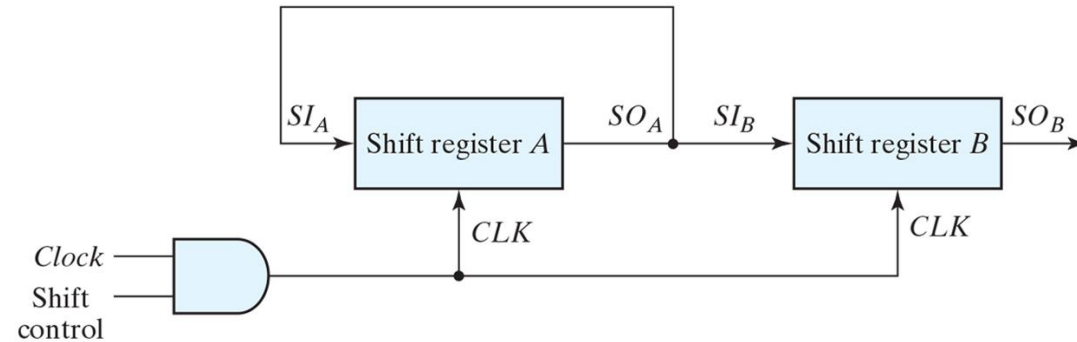 SI_A
Shift register A
SO_A
SI_B
Shift register B
SO_B
CLK
CLK
Clock
Shift
control